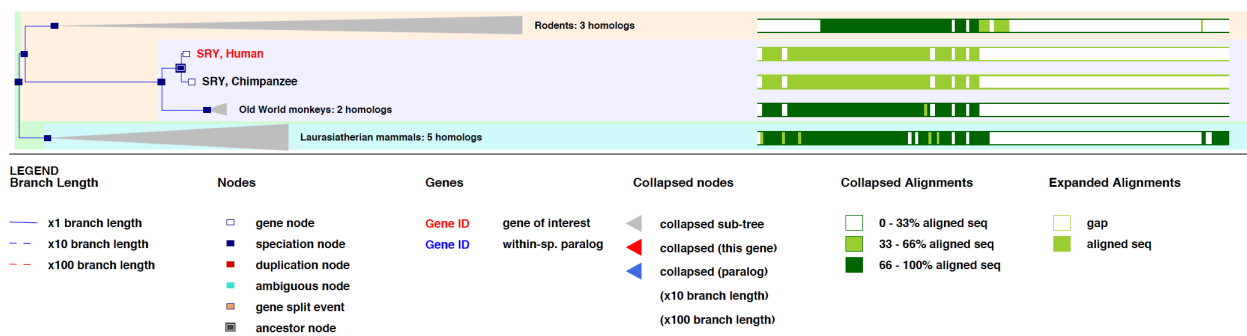 Rodents: 3 homologs
SRY, Human
SRY, Chimpanzee
Old World monkeys: 2 homologs
Laurasiatherian mammals: 5 homologs
LEGEND
Branch Length Nodes Genes Collapsed nodes Collapsed Alignments Expanded Alignments
x1 branch length gene node Gene ID gene of interest collapsed sub-tree 0 - 33% aligned seq gap
x10 branch length speciation node Gene ID within-sp. paralog collapsed (this gene) 33 - 66% aligned seq aligned seq
x100 branch length duplication node collapsed (paralog) 66 - 100% aligned seq
ambiguous node (x10 branch length)
gene split event (x100 branch length)
ancestor node